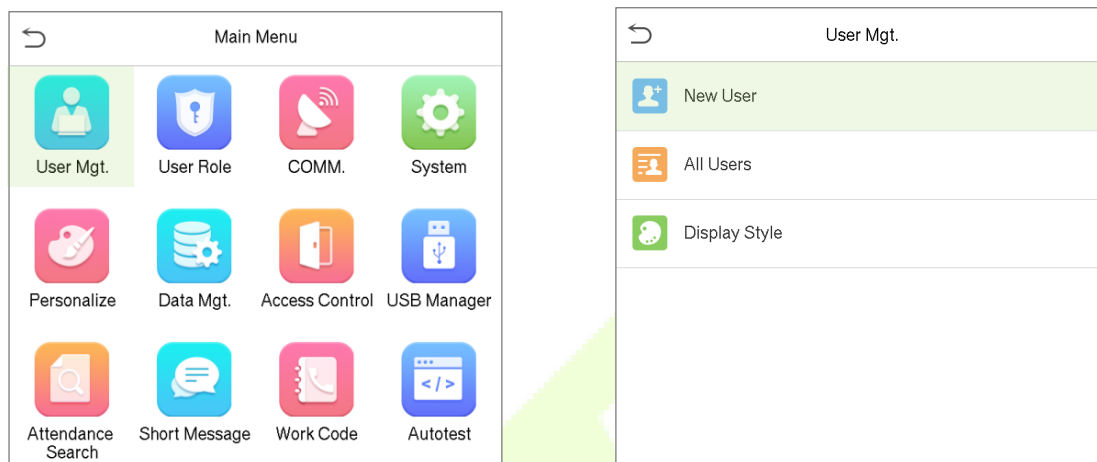 Main Menu
User Mgt.
User Role
COMM.
System
Personalize
Data Mgt.
Access Control
USB Manager
Attendance
Search
Short Message
Work Code
Autotest
User Mgt.
New User
All Users
Display Style